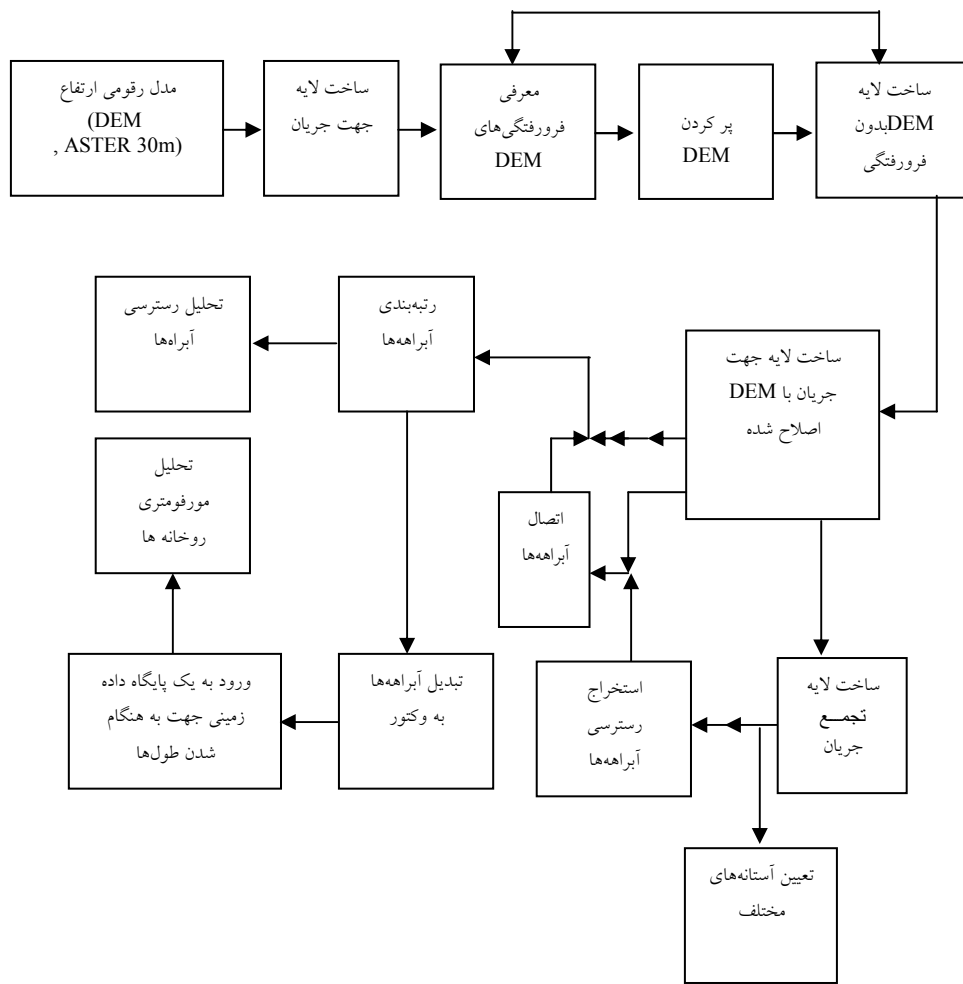 مدل رقومی ارتفاع
(DEM
, ASTER 30m)
ساخت لایه
جهت جریان
معرفی
فرورفتگی‌های
DEM
پر کردن
DEM
ساخت لایه
DEMبدون
فرورفتگی
ساخت لایه جهت
جریان با DEM
اصلاح شده
رتبه‌بندی
آبراهه‌ها
تحلیل رسترسی
آبراه‌ها
تحلیل
مورفومتری
روخانه ها
اتصال
آبراهه‌ها
ساخت لایه
تجمـــع
جریان
استخراج
رسترسی
آبراهه‌ها
تبدیل آبراهه‌ها
به وکتور
ورود به یک پایگاه داده
زمینی جهت به هنگام
شدن طول‌ها
تعیین آستانه‌های
مختلف